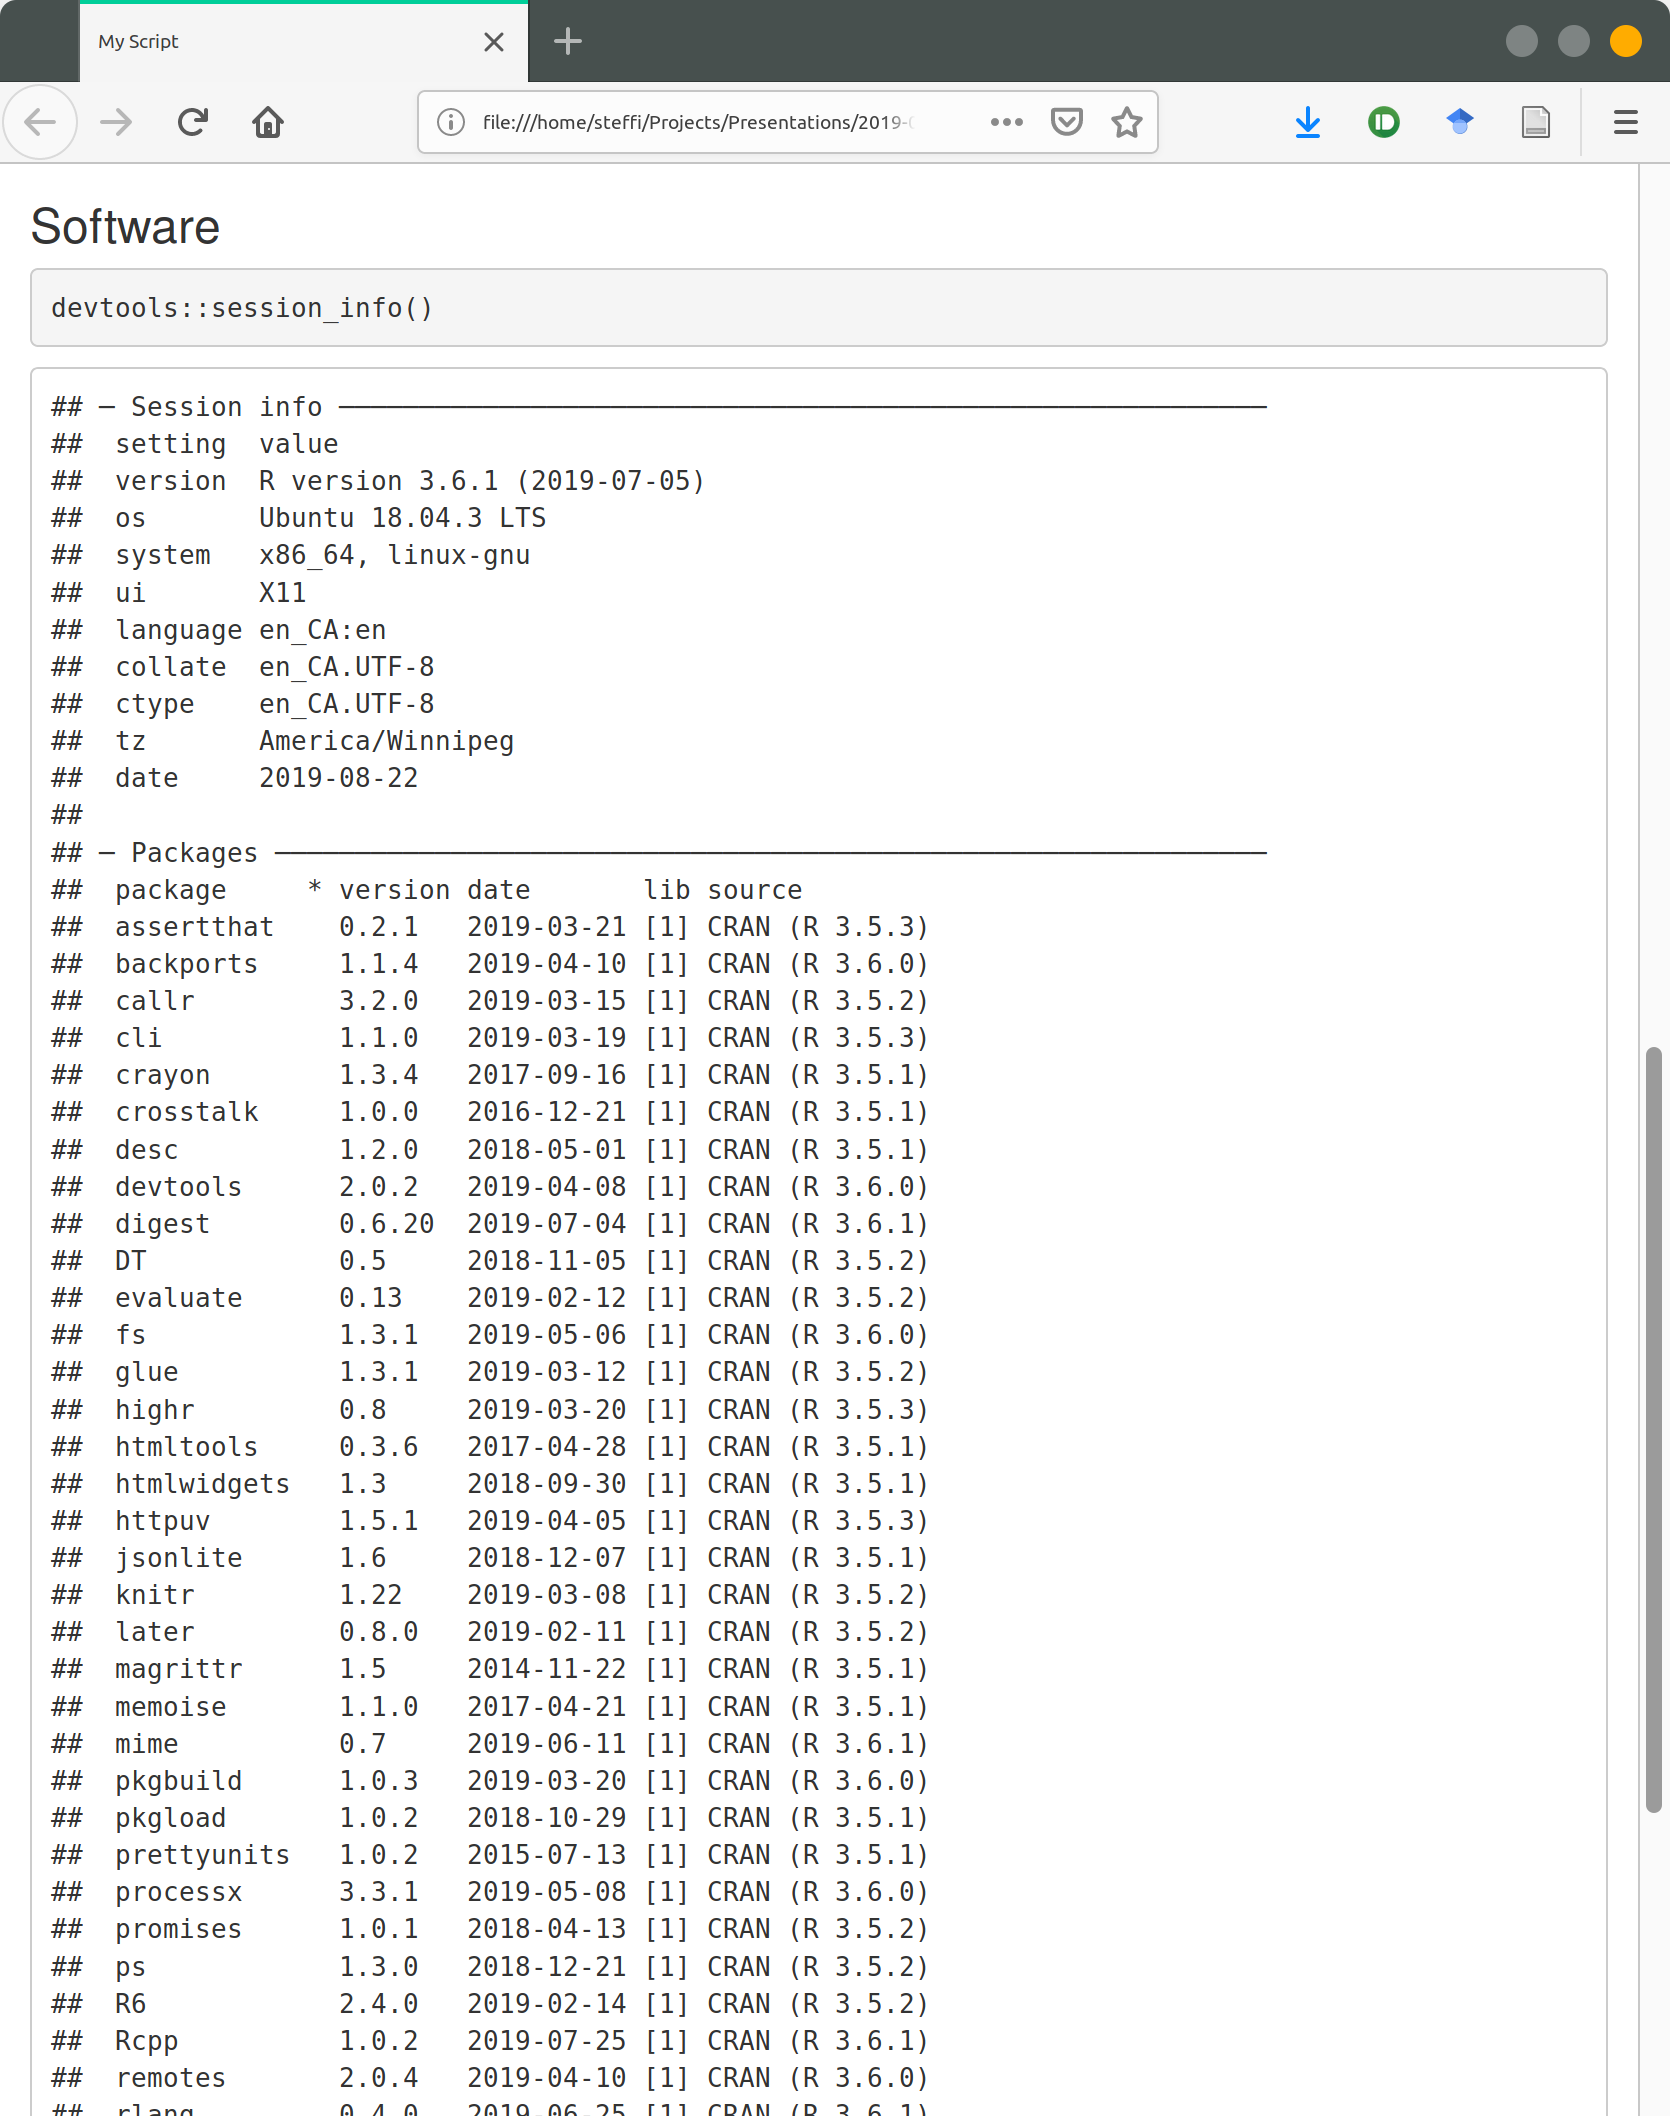 My Script
file:///home/steffi/Projects/Presentations/2019-
Software
devtools::session_info()
## ─ Session info ──────────────────────────────────────────────────────────
##  setting  value
##  version  R version 3.6.1 (2019-07-05)
##  os       Ubuntu 18.04.3 LTS
##  system   x86_64, linux-gnu
##  ui       X11
##  language en_CA:en
##  collate  en_CA.UTF-8
##  ctype    en_CA.UTF-8
##  tz       America/Winnipeg
##  date     2019-08-22
##
## ─ Packages ──────────────────────────────────────────────────────────────
##  package     * version date       lib source
##  assertthat    0.2.1   2019-03-21 [1] CRAN (R 3.5.3)
##  backports     1.1.4   2019-04-10 [1] CRAN (R 3.6.0)
##  callr         3.2.0   2019-03-15 [1] CRAN (R 3.5.2)
##  cli           1.1.0   2019-03-19 [1] CRAN (R 3.5.3)
##  crayon        1.3.4   2017-09-16 [1] CRAN (R 3.5.1)
##  crosstalk     1.0.0   2016-12-21 [1] CRAN (R 3.5.1)
##  desc          1.2.0   2018-05-01 [1] CRAN (R 3.5.1)
##  devtools      2.0.2   2019-04-08 [1] CRAN (R 3.6.0)
##  digest        0.6.20  2019-07-04 [1] CRAN (R 3.6.1)
##  DT            0.5     2018-11-05 [1] CRAN (R 3.5.2)
##  evaluate      0.13    2019-02-12 [1] CRAN (R 3.5.2)
##  fs            1.3.1   2019-05-06 [1] CRAN (R 3.6.0)
##  glue          1.3.1   2019-03-12 [1] CRAN (R 3.5.2)
##  highr         0.8     2019-03-20 [1] CRAN (R 3.5.3)
##  htmltools     0.3.6   2017-04-28 [1] CRAN (R 3.5.1)
##  htmlwidgets   1.3     2018-09-30 [1] CRAN (R 3.5.1)
##  httpuv        1.5.1   2019-04-05 [1] CRAN (R 3.5.3)
##  jsonlite      1.6     2018-12-07 [1] CRAN (R 3.5.1)
##  knitr         1.22    2019-03-08 [1] CRAN (R 3.5.2)
##  later         0.8.0   2019-02-11 [1] CRAN (R 3.5.2)
##  magrittr      1.5     2014-11-22 [1] CRAN (R 3.5.1)
##  memoise       1.1.0   2017-04-21 [1] CRAN (R 3.5.1)
##  mime          0.7     2019-06-11 [1] CRAN (R 3.6.1)
##  pkgbuild      1.0.3   2019-03-20 [1] CRAN (R 3.6.0)
##  pkgload       1.0.2   2018-10-29 [1] CRAN (R 3.5.1)
##  prettyunits   1.0.2   2015-07-13 [1] CRAN (R 3.5.1)
##  processx      3.3.1   2019-05-08 [1] CRAN (R 3.6.0)
##  promises      1.0.1   2018-04-13 [1] CRAN (R 3.5.2)
##  ps            1.3.0   2018-12-21 [1] CRAN (R 3.5.2)
##  R6            2.4.0   2019-02-14 [1] CRAN (R 3.5.2)
##  Rcpp          1.0.2   2019-07-25 [1] CRAN (R 3.6.1)
##  remotes       2.0.4   2019-04-10 [1] CRAN (R 3.6.0)
##  rlang         0.4.0   2019-06-25 [1] CRAN (R 3.6.1)